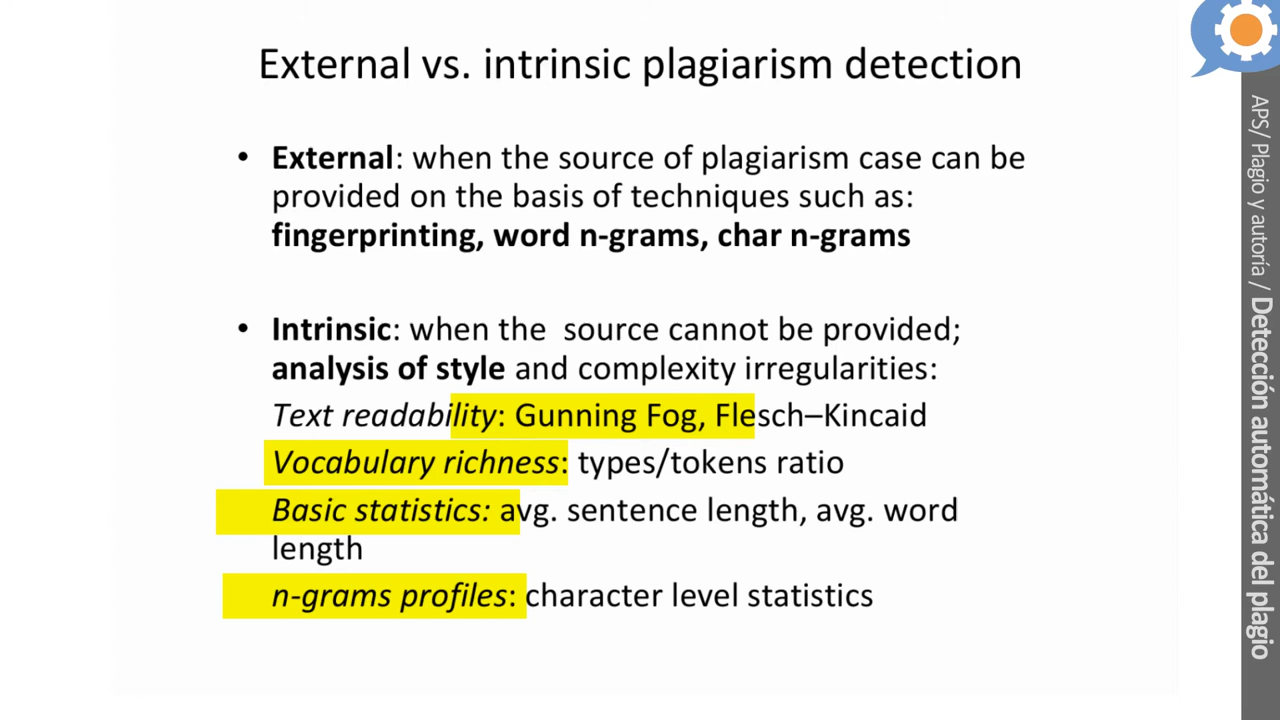 External vs. intrinsic plagiarism detection
• External: when the source of plagiarism case can be
provided on the basis of techniques such as:
fingerprinting, word n-grams, char n-grams
• Intrinsic: when the  source cannot be provided;
analysis of style and complexity irregularities:
Text readability: Gunning Fog, Flesch–Kincaid
Vocabulary richness: types/tokens ratio
Basic statistics: avg. sentence length, avg. word
length
n-grams profiles: character level statistics
APS/ Plagio y autoría / Detección automática del plagio